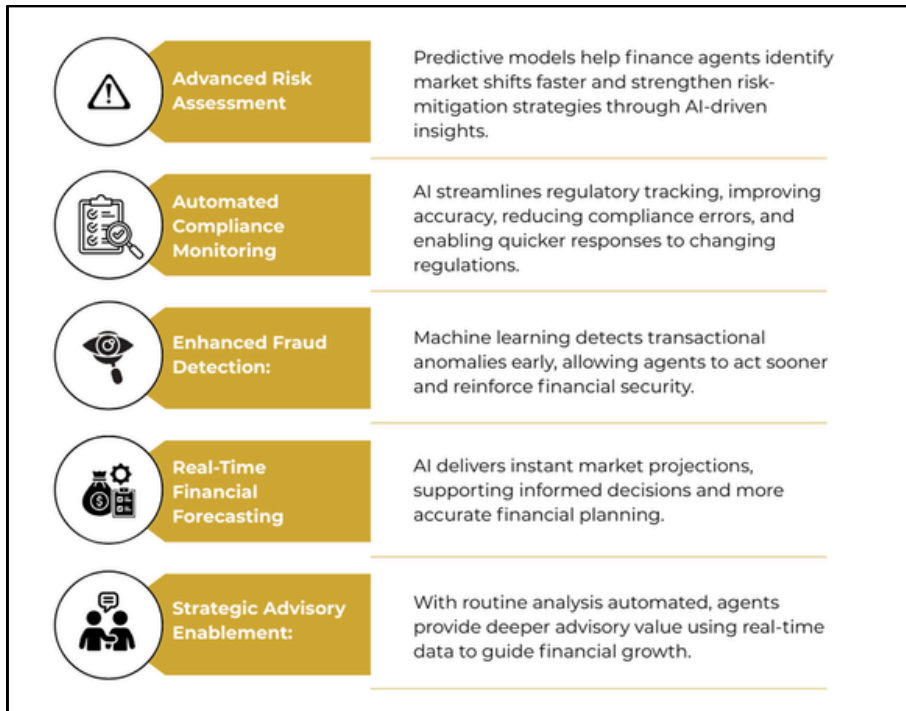 Advanced Risk
Assessment
Predictive models help finance agents identify
market shifts faster and strengthen risk-
mitigation strategies through AI-driven
insights.
Automated
Compliance
Monitoring
AI streamlines regulatory tracking, improving
accuracy, reducing compliance errors, and
enabling quicker responses to changing
regulations.
Enhanced Fraud
Detection:
Machine learning detects transactional
anomalies early, allowing agents to act sooner
and reinforce financial security.
Real-Time
Financial
Forecasting
AI delivers instant market projections,
supporting informed decisions and more
accurate financial planning.
Strategic Advisory
Enablement:
With routine analysis automated, agents
provide deeper advisory value using real-time
data to guide financial growth.